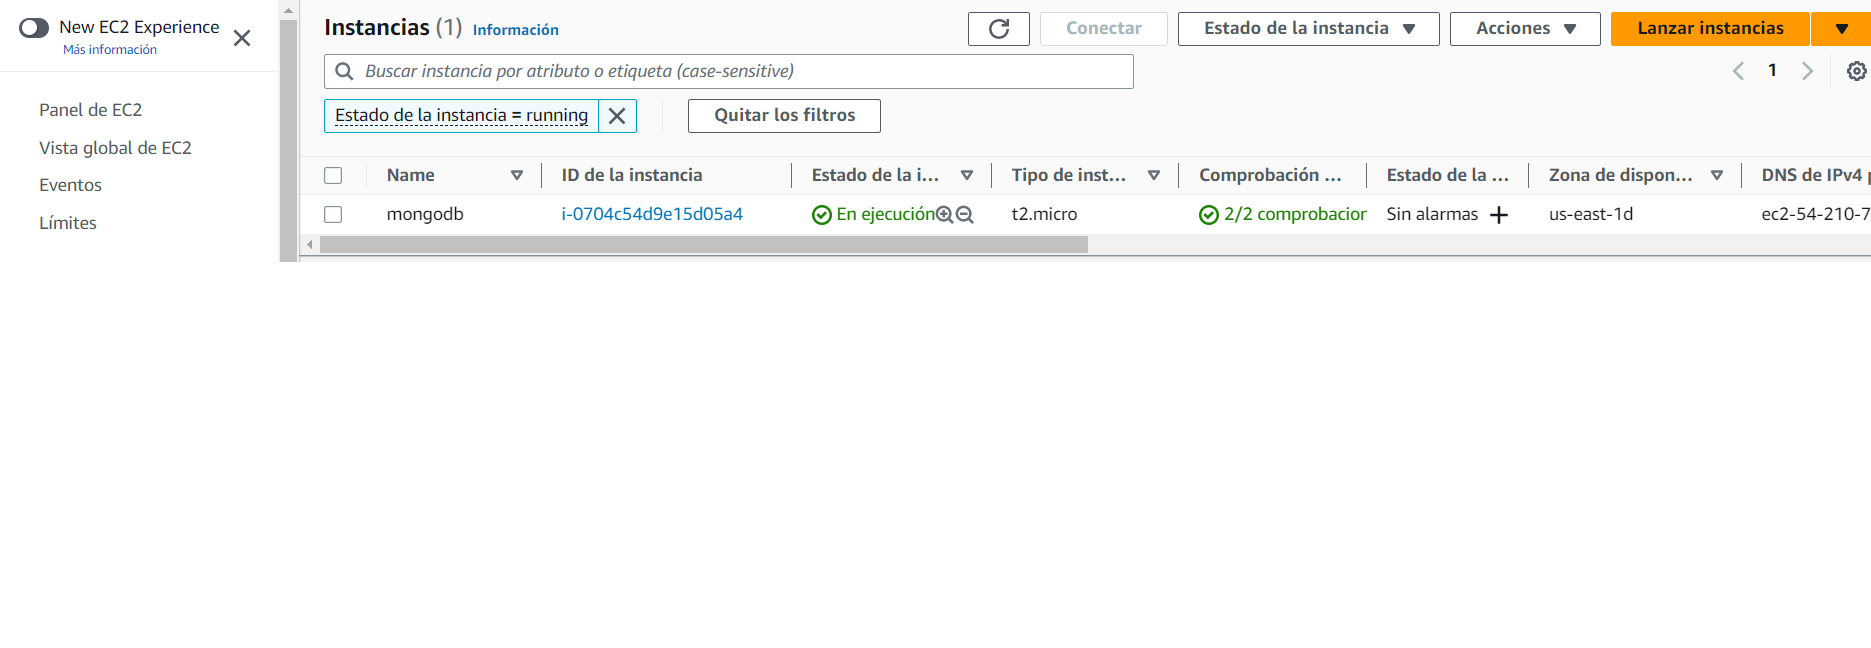 New EC2 Experience
Más información
Panel de EC2
Vista global de EC2
Eventos
Límites
Instancias (1) Información
Conectar
Estado de la instancia
Acciones
Lanzar instancias
Buscar instancia por atributo o etiqueta (case-sensitive)
1
Estado de la instancia = running
Quitar los filtros
Name ID de la instancia Estado de la i... Tipo de inst... Comprobación ... Estado de la ... Zona de dispon... DNS de IPv4 p
mongodb i-0704c54d9e15d05a4 En ejecución t2.micro 2/2 comprobacior Sin alarmas us-east-1d ec2-54-210-7